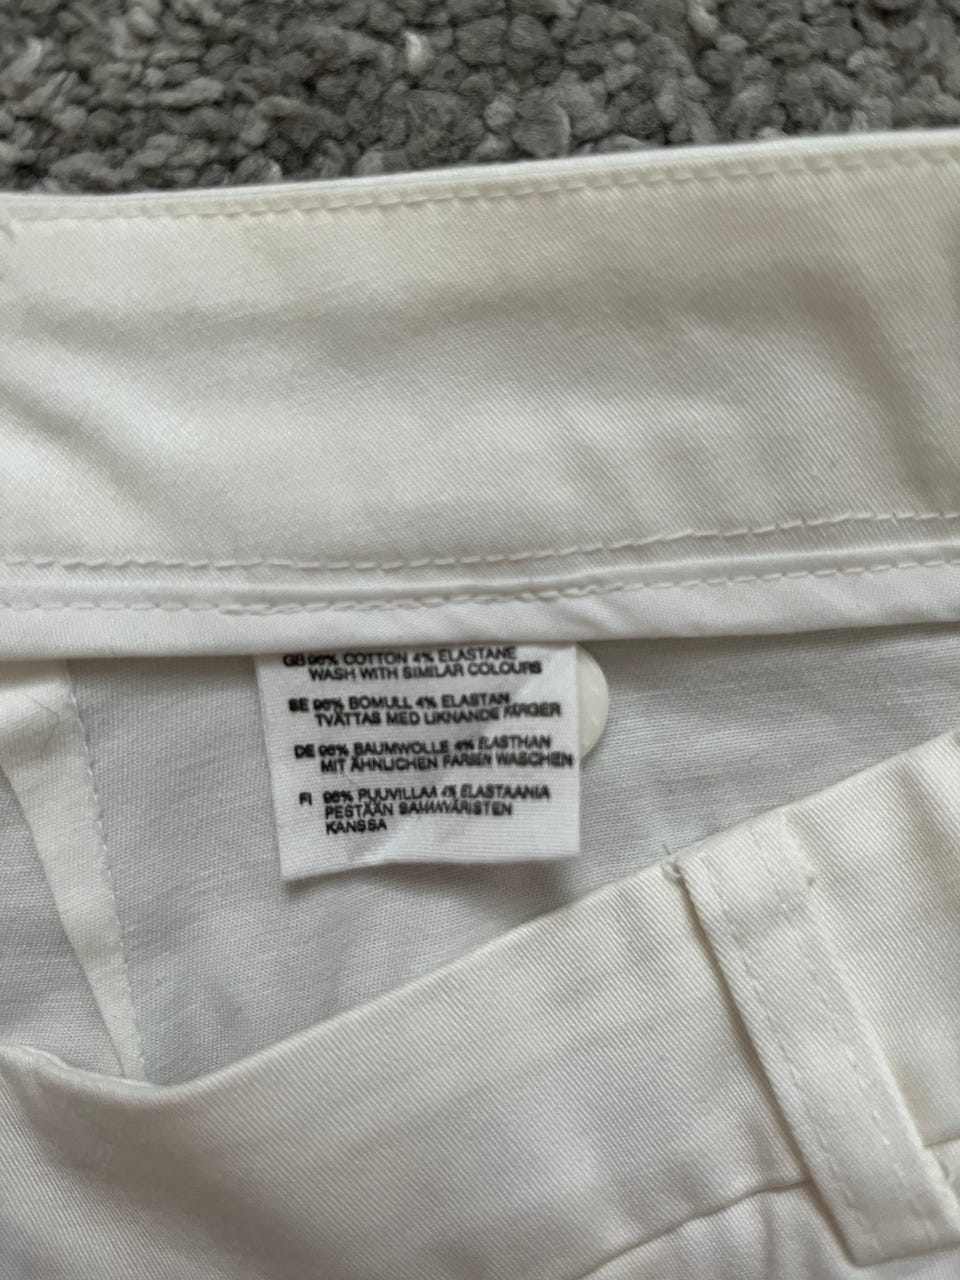 GB 96% COTTON 4% ELASTANE
WASH WITH SIMILAR COLOURS
SE 96% BOMULL 4% ELASTAN
TVÄTTAS MED LIKNANDE FÄRGER
DE 96% BAUMWOLLE 4% ELASTHAN
MIT ÄHNLICHEN FARBEN WASCHEN
FI 96% PUUVILLAA 4% ELASTAANIA
PESTÄÄN SAMANVÄRISTEN
KANSSA